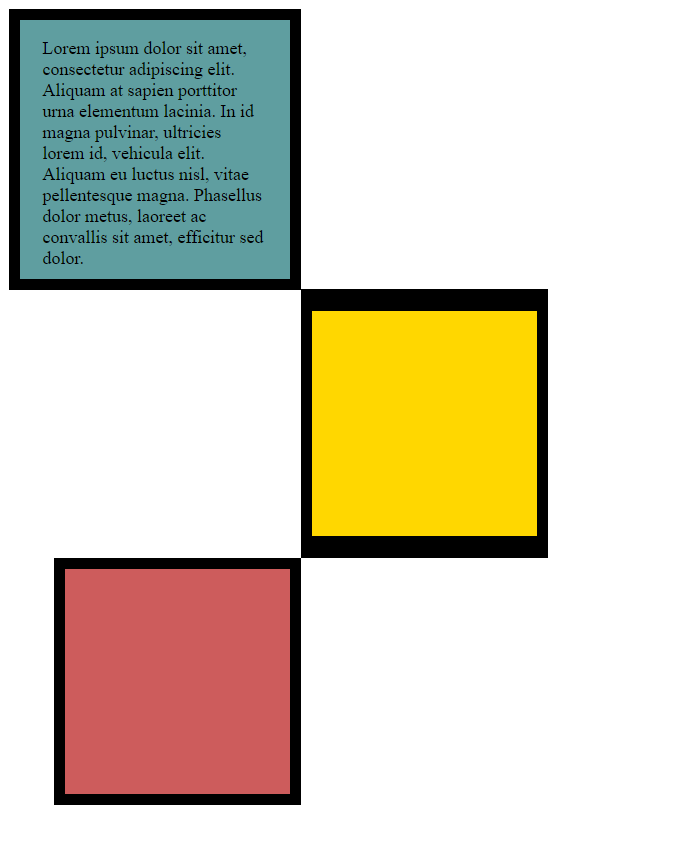 Lorem ipsum dolor sit amet,
consectetur adipiscing elit.
Aliquam at sapien porttitor
urna elementum lacinia. In id
magna pulvinar, ultricies
lorem id, vehicula elit.
Aliquam eu luctus nisl, vitae
pellentesque magna. Phasellus
dolor metus, laoreet ac
convallis sit amet, efficitur sed
dolor.